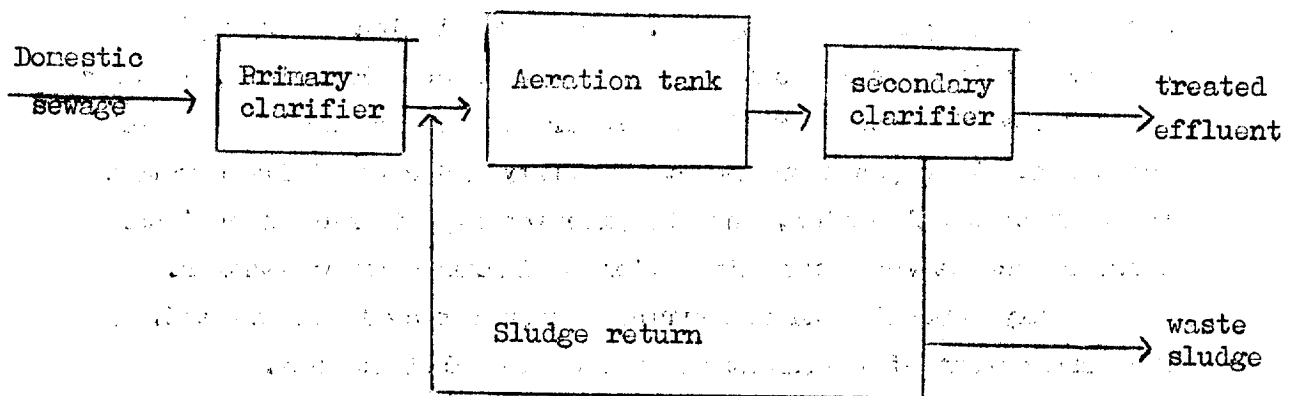 Domestic
sewage
Primary
clarifier
Aeration tank
secondary
clarifier
treated
effluent
Sludge return
waste
sludge